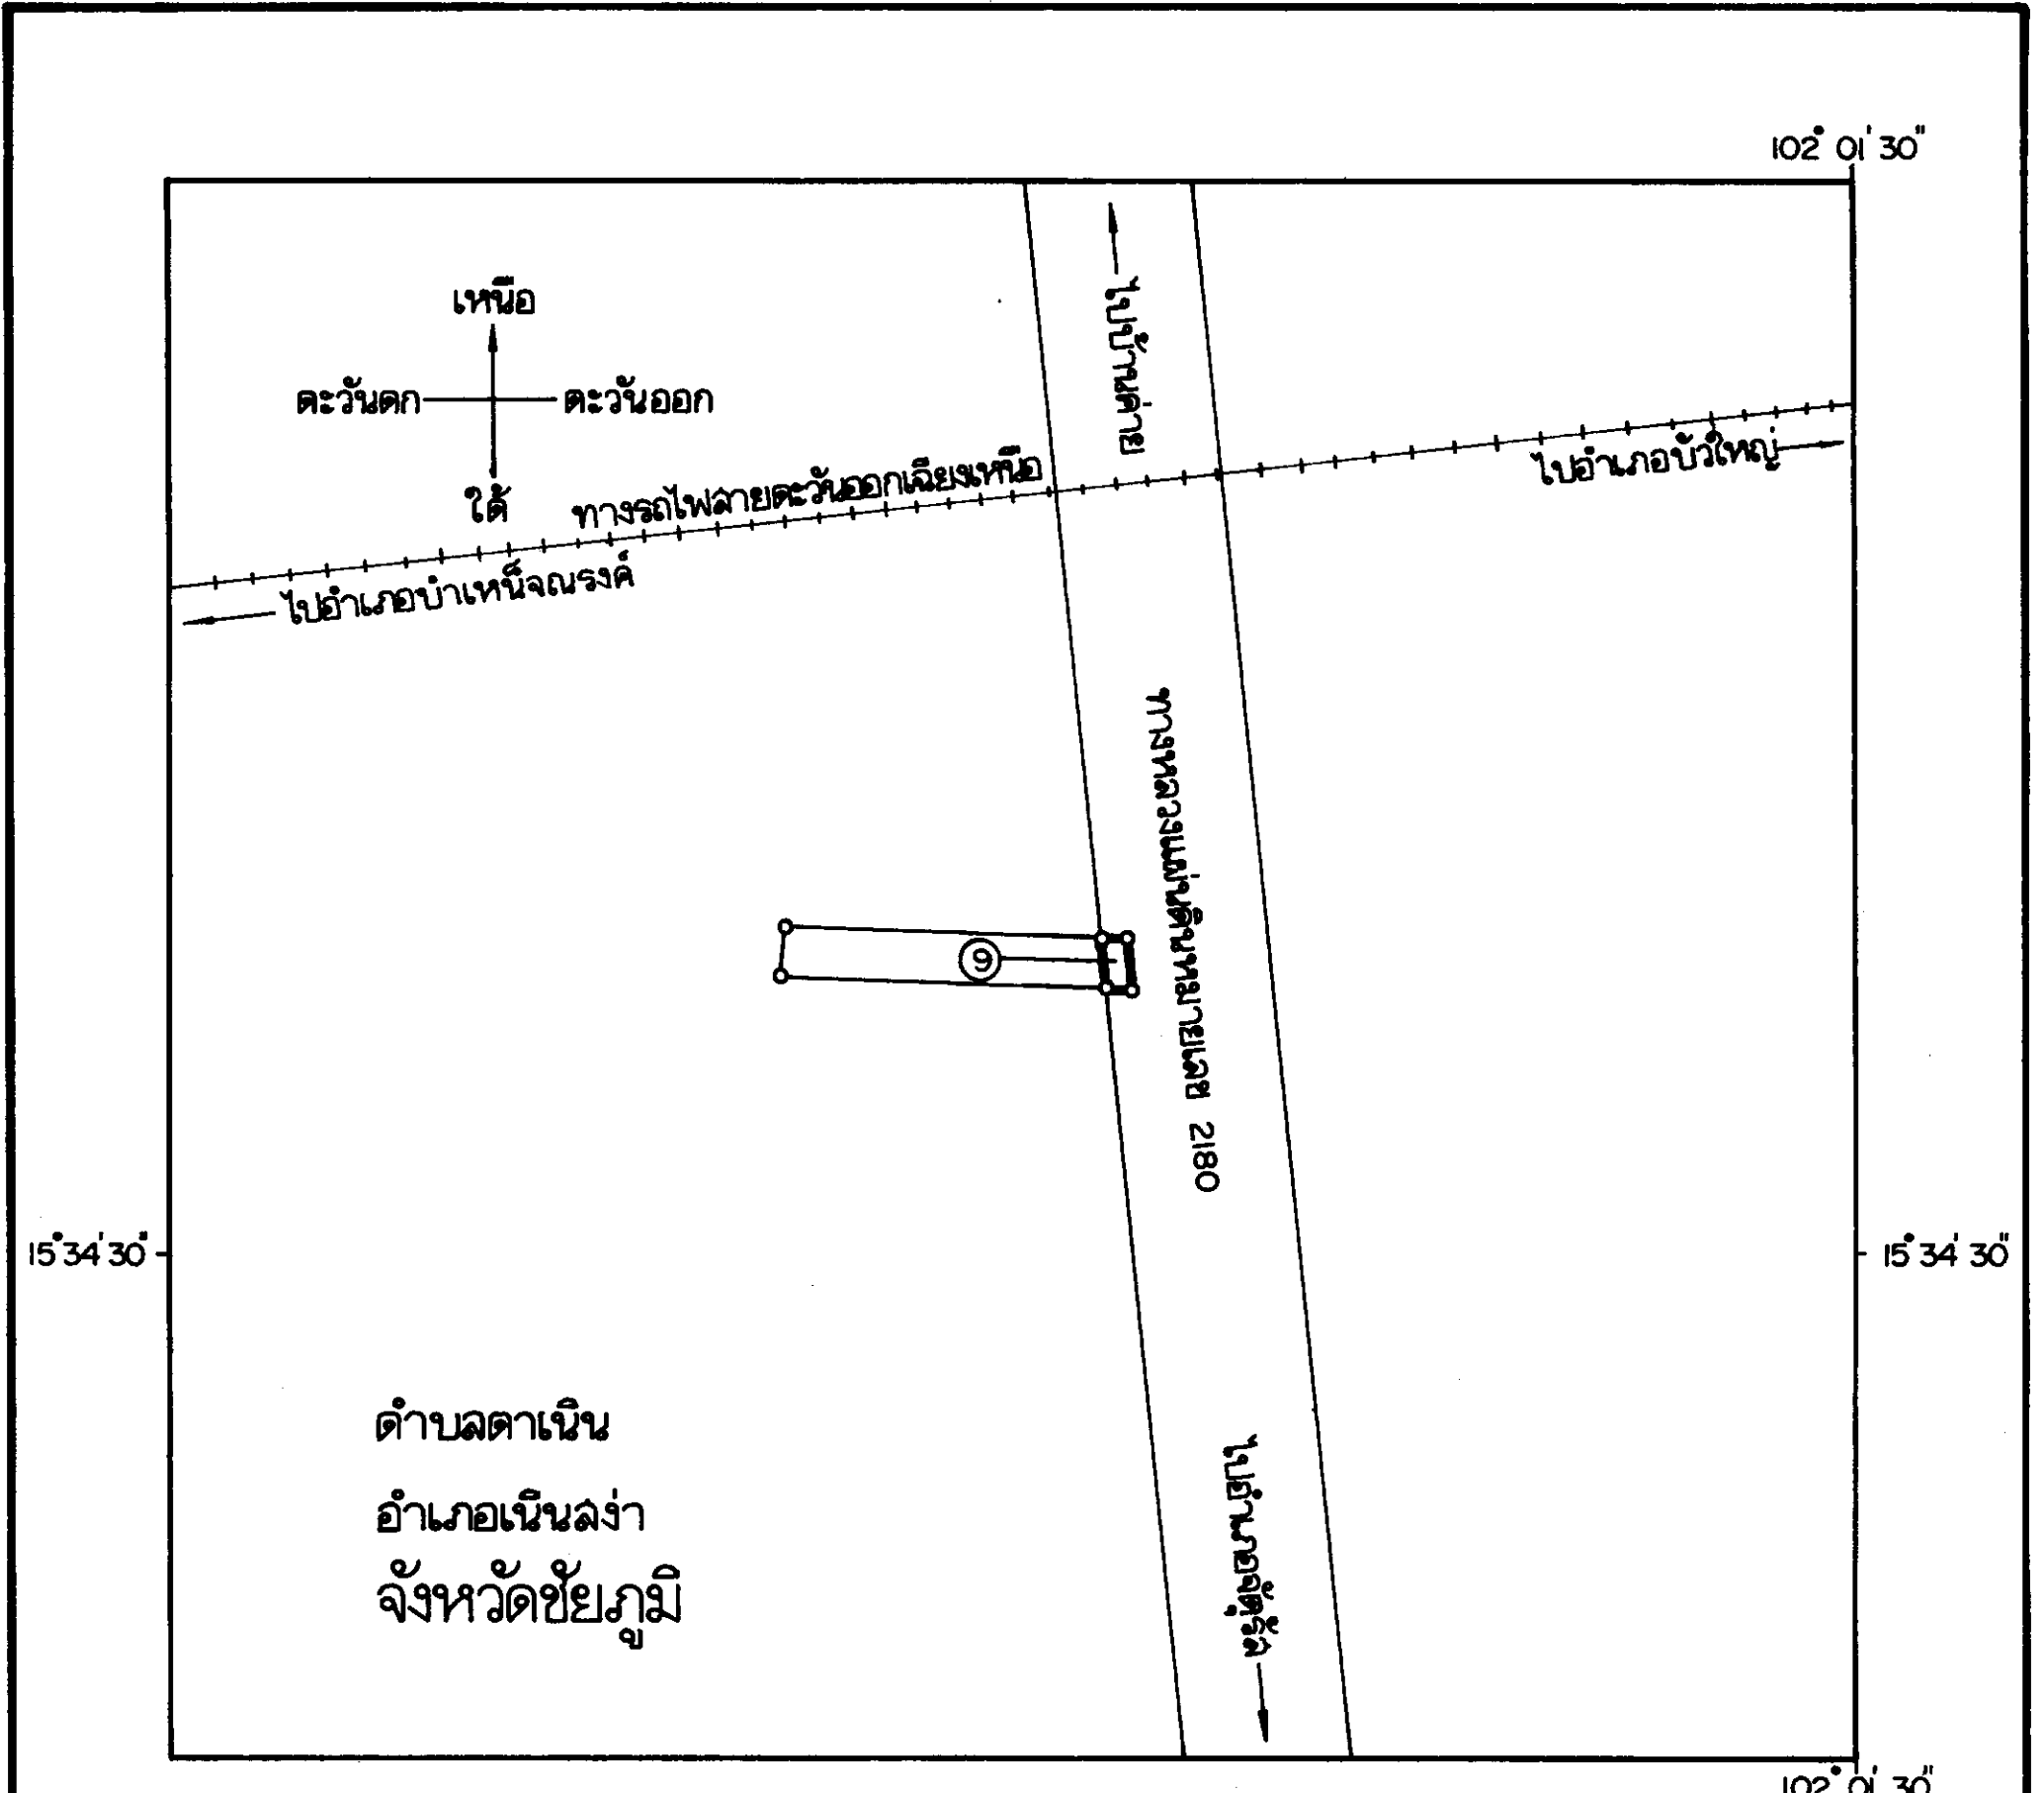 102° 01' 30"
เหนือ
ตะวันตก
ตะวันออก
ใต้
ไปบ้านค่าย
ทางรถไฟสายตะวันออกเฉียงเหนือ
ไปอำเภอบัวใหญ่
ไปอำเภอบำเหน็จณรงค์
ทางหลวงแผ่นดินหมายเลข 2180
9
15° 34' 30"
15° 34' 30"
ตำบลตาเนิน
อำเภอเนินสง่า
จังหวัดชัยภูมิ
ไปอำเภอจัตุรัส
102° 01' 30"